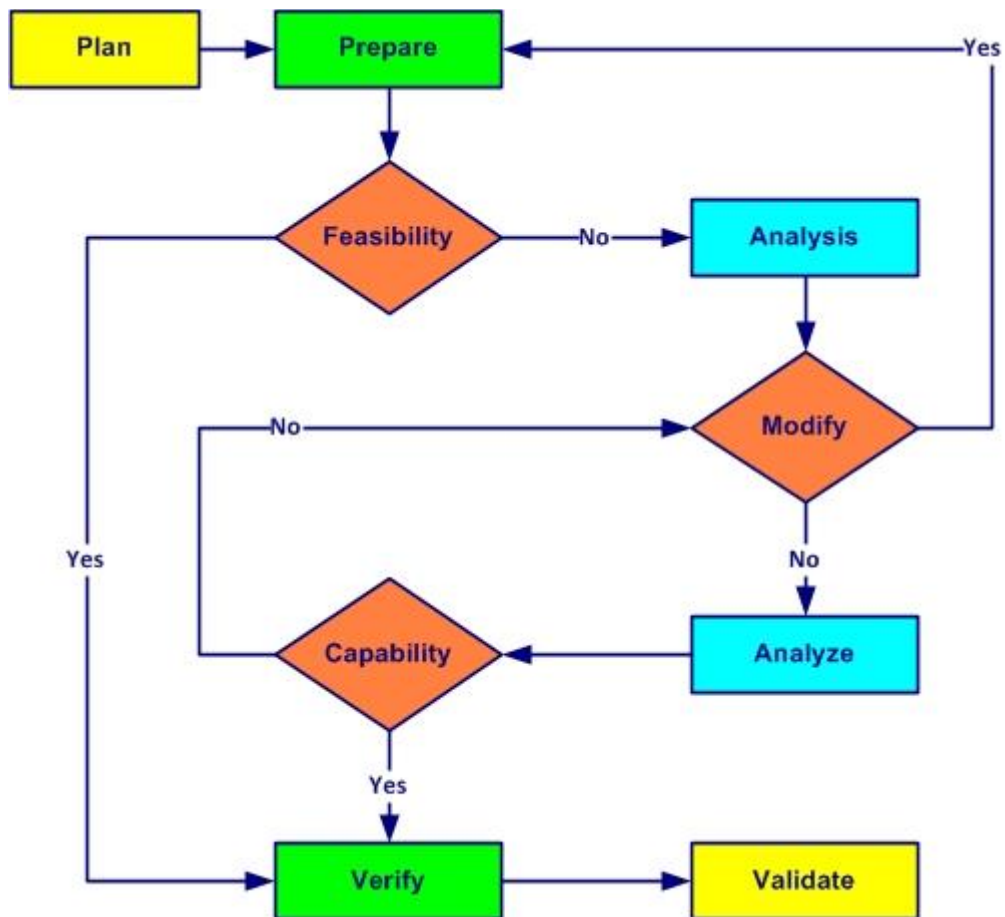 Plan
Prepare
Yes
Feasibility
No
Analysis
No
Modify
Yes
No
Capability
Analyze
Yes
Verify
Validate